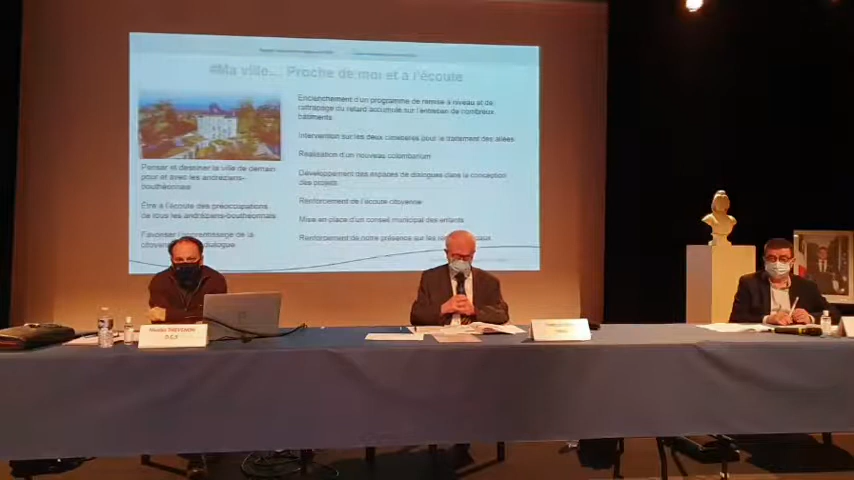 #Ma ville... Proche de moi et à l'écoute
Enclenchement d'un programme de remise à niveau et de
rattrapage du retard accumulé sur l'ensemble de nombreux
bâtiments
Intervention sur les deux cimetières pour le traitement des allées
Réalisation d'un nouveau columbarium
Développement des espaces de dialogues dans la conception
des projets
Renforcement de l'écoute citoyenne
Mise en place d'un conseil municipal des enfants
Renforcement de notre présence sur les
Penser et dessiner la ville de demain
pour et avec les andréziens-
bouthéonnais
Être à l'écoute des préoccupations
de tous les andréziens-bouthéonnais
Favoriser l'apprentissage de la
dialogue
D.G.S